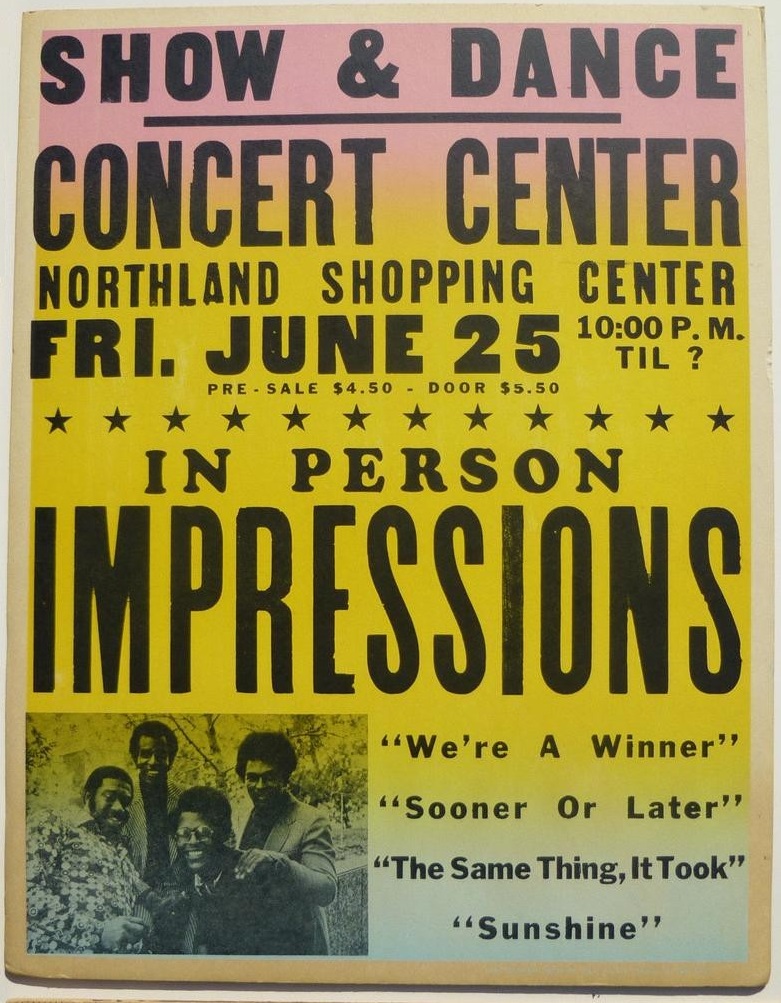 SHOW & DANCE
CONCERT CENTER
NORTHLAND SHOPPING CENTER
FRI. JUNE 25 10:00 P. M. TIL ?
PRE-SALE $4.50 - DOOR $5.50
IN PERSON
IMPRESSIONS
“We’re A Winner”
“Sooner Or Later”
“The Same Thing, It Took”
“Sunshine”